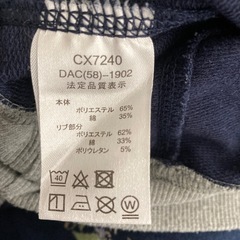 CX7240
DAC(58)-1902
法定品質表示
本体
ポリエステル 65%
綿 35%
リブ部分
ポリエステル 62%
綿 33%
ポリウレタン 5%
40
W